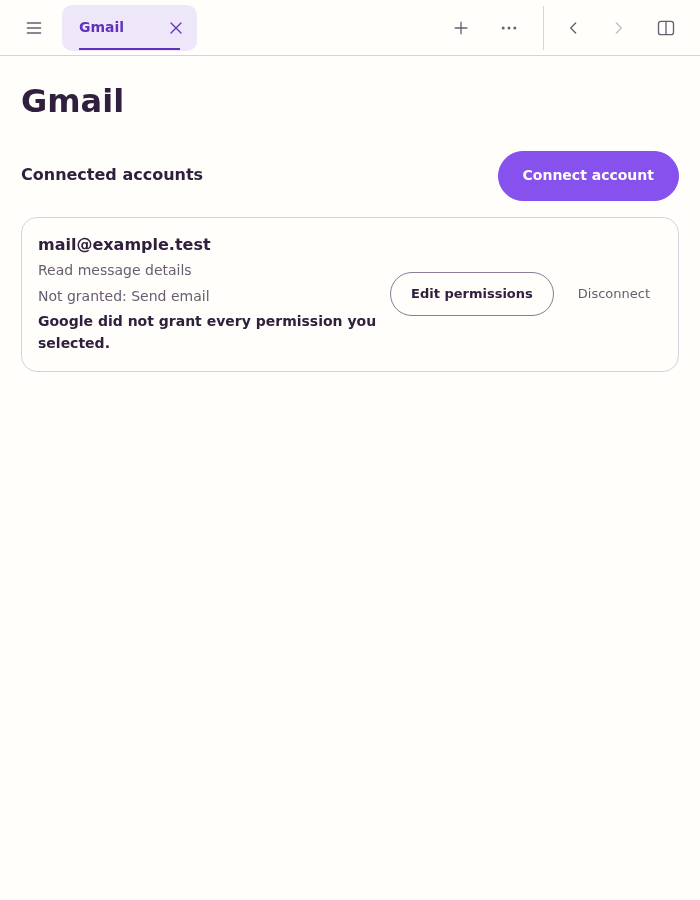 Gmail
Gmail
Connected accounts
Connect account
mail@example.test
Read message details
Not granted: Send email
Google did not grant every permission you
selected.
Edit permissions
Disconnect